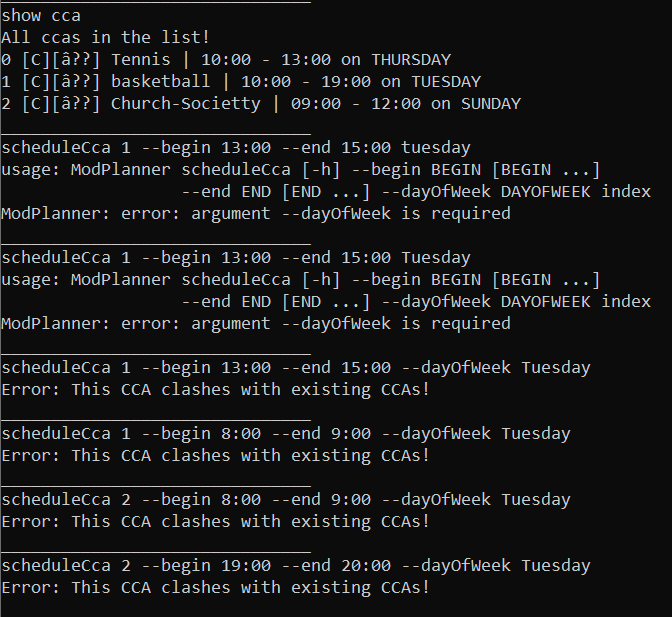 show cca
All ccas in the list!
0 [C][â??] Tennis | 10:00 - 13:00 on THURSDAY
1 [C][â??] basketball | 10:00 - 19:00 on TUESDAY
2 [C][â??] Church-Societty | 09:00 - 12:00 on SUNDAY
_______________________________
scheduleCca 1 --begin 13:00 --end 15:00 tuesday
usage: ModPlanner scheduleCca [-h] --begin BEGIN [BEGIN ...]
--end END [END ...] --dayOfWeek DAYOFWEEK index
ModPlanner: error: argument --dayOfWeek is required
_______________________________
scheduleCca 1 --begin 13:00 --end 15:00 Tuesday
usage: ModPlanner scheduleCca [-h] --begin BEGIN [BEGIN ...]
--end END [END ...] --dayOfWeek DAYOFWEEK index
ModPlanner: error: argument --dayOfWeek is required
_______________________________
scheduleCca 1 --begin 13:00 --end 15:00 --dayOfWeek Tuesday
Error: This CCA clashes with existing CCAs!
_______________________________
scheduleCca 1 --begin 8:00 --end 9:00 --dayOfWeek Tuesday
Error: This CCA clashes with existing CCAs!
_______________________________
scheduleCca 2 --begin 8:00 --end 9:00 --dayOfWeek Tuesday
Error: This CCA clashes with existing CCAs!
_______________________________
scheduleCca 2 --begin 19:00 --end 20:00 --dayOfWeek Tuesday
Error: This CCA clashes with existing CCAs!